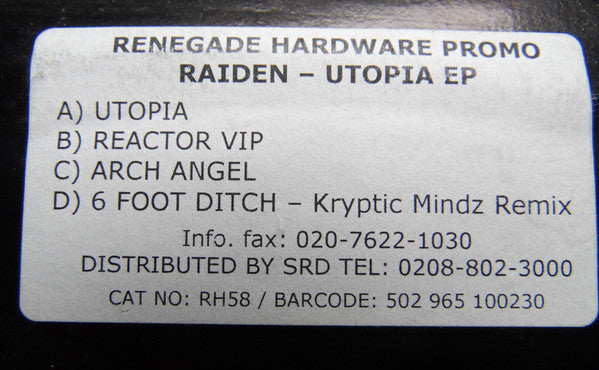 RENEGADE HARDWARE PROMO
RAIDEN – UTOPIA EP
A) UTOPIA
B) REACTOR VIP
C) ARCH ANGEL
D) 6 FOOT DITCH – Kryptic Mindz Remix
Info. fax: 020-7622-1030
DISTRIBUTED BY SRD TEL: 0208-802-3000
CAT NO: RH58 / BARCODE: 502 965 100230